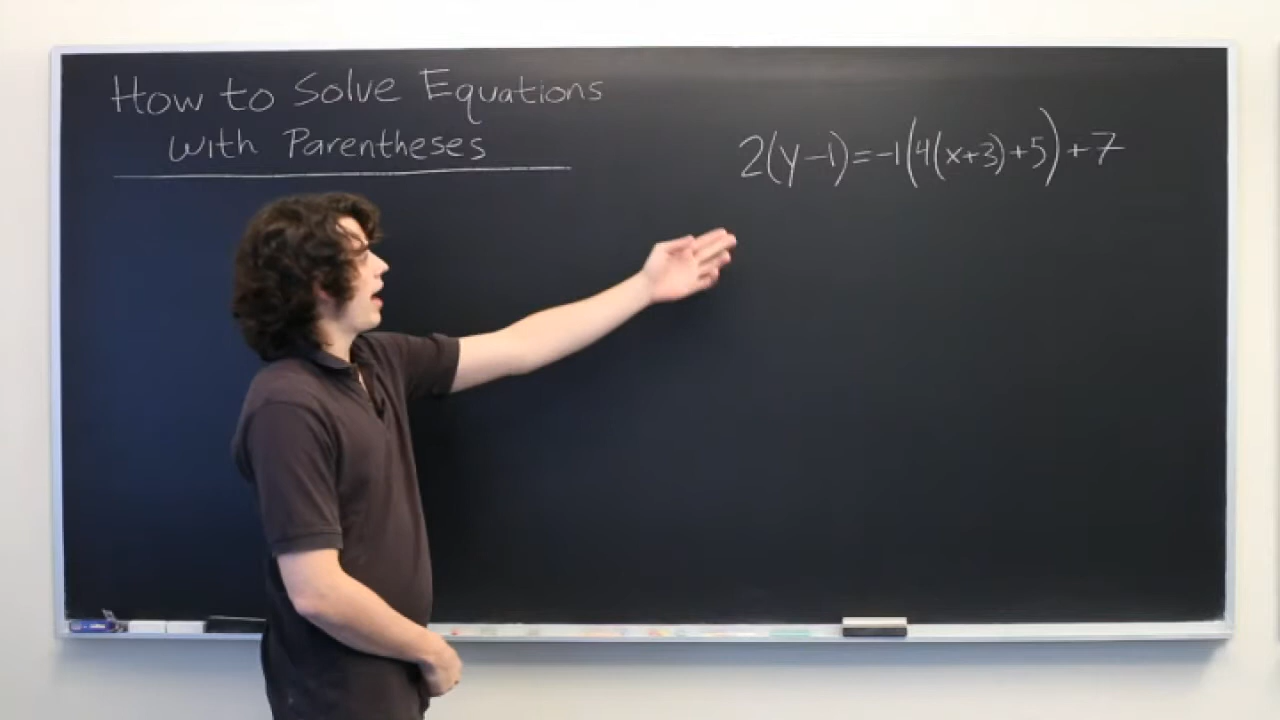 How to Solve Equations
with Parentheses
2(y-1)=-1(4(x+3)+5)+7